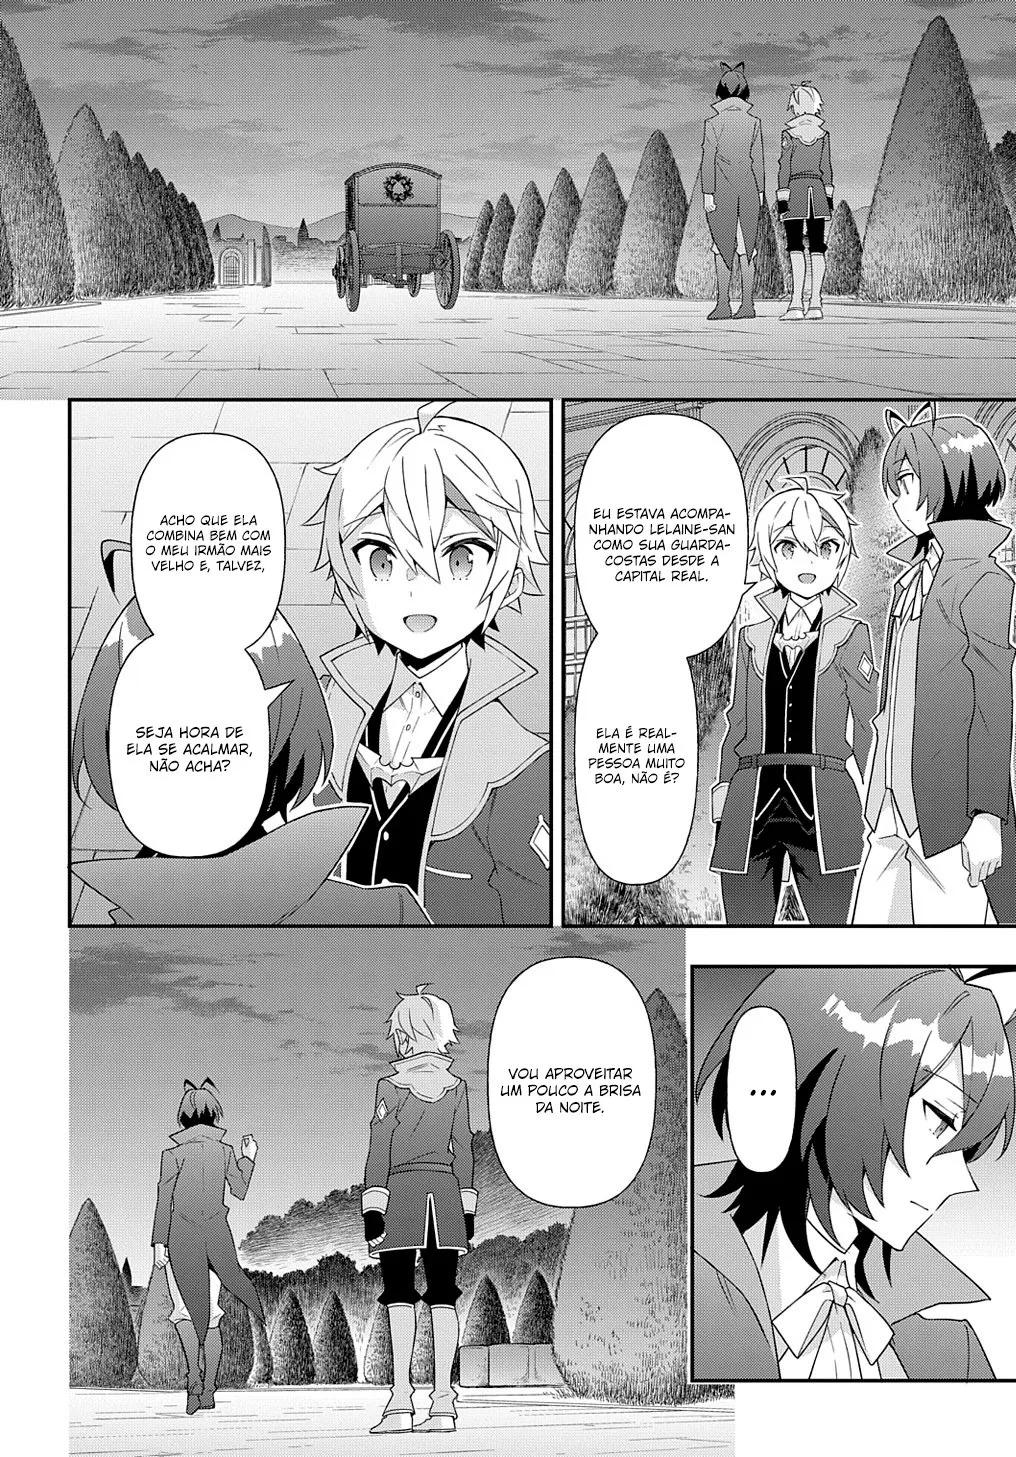 EU ESTAVA ACOMPA-
NHANDO LELAINE-SAN
COMO SUA GUARDA-
COSTAS DESDE A
CAPITAL REAL.
ELA É REAL-
MENTE UMA
PESSOA MUITO
BOA, NÃO É?
ACHO QUE ELA
COMBINA BEM COM
O MEU IRMÃO MAIS
VELHO E, TALVEZ,
SEJA HORA DE
ELA SE ACALMAR,
NÃO ACHA?
...
VOU APROVEITAR
UM POUCO A BRISA
DA NOITE.